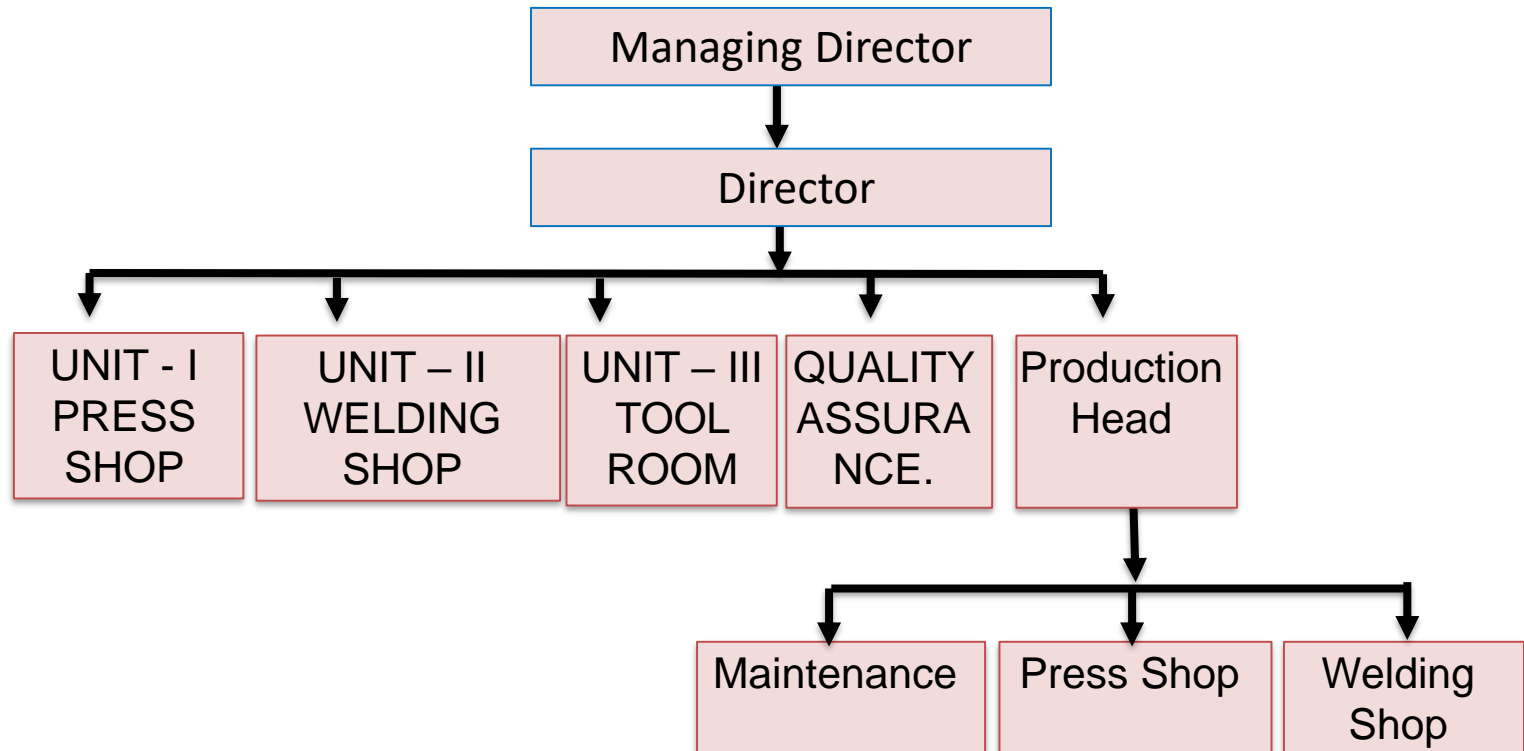 Managing Director
Director
UNIT - I
PRESS
SHOP
UNIT – II
WELDING
SHOP
UNIT – III
TOOL
ROOM
QUALITY
ASSURA
NCE.
Production
Head
Maintenance
Press Shop
Welding
Shop